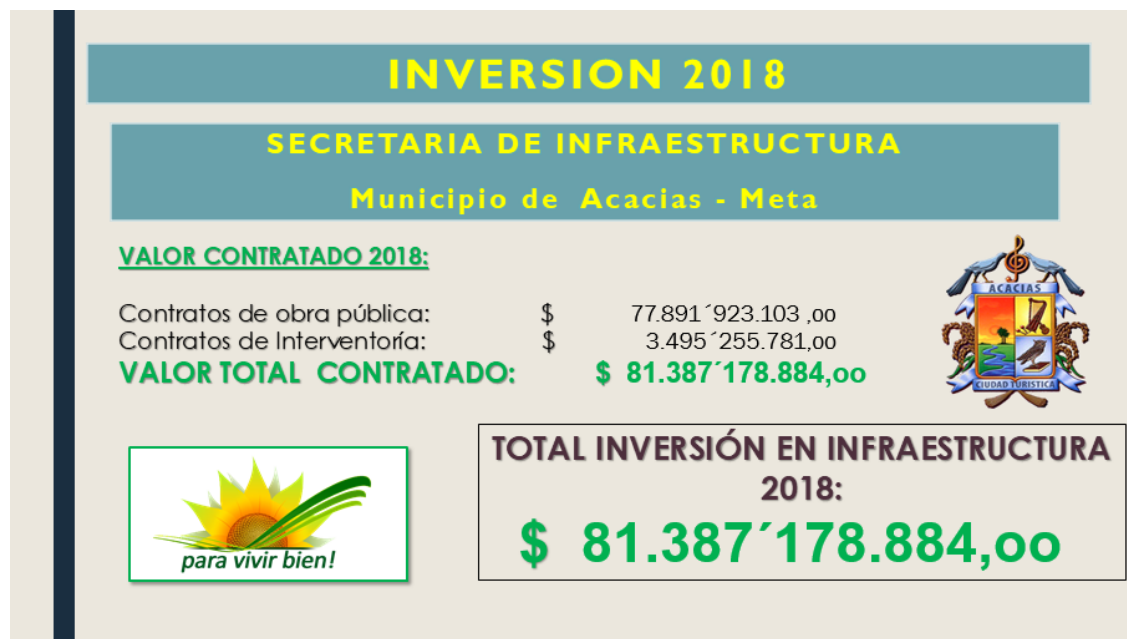 INVERSION 2018
SECRETARIA DE INFRAESTRUCTURA
Municipio de Acacias - Meta
VALOR CONTRATADO 2018:
Contratos de obra pública: $ 77.891´923.103 ,oo
Contratos de Interventoría: $ 3.495´255.781,oo
VALOR TOTAL CONTRATADO: $ 81.387´178.884,oo
ACACIAS
CIUDAD TURISTICA
para vivir bien!
TOTAL INVERSIÓN EN INFRAESTRUCTURA
2018:
$ 81.387´178.884,oo